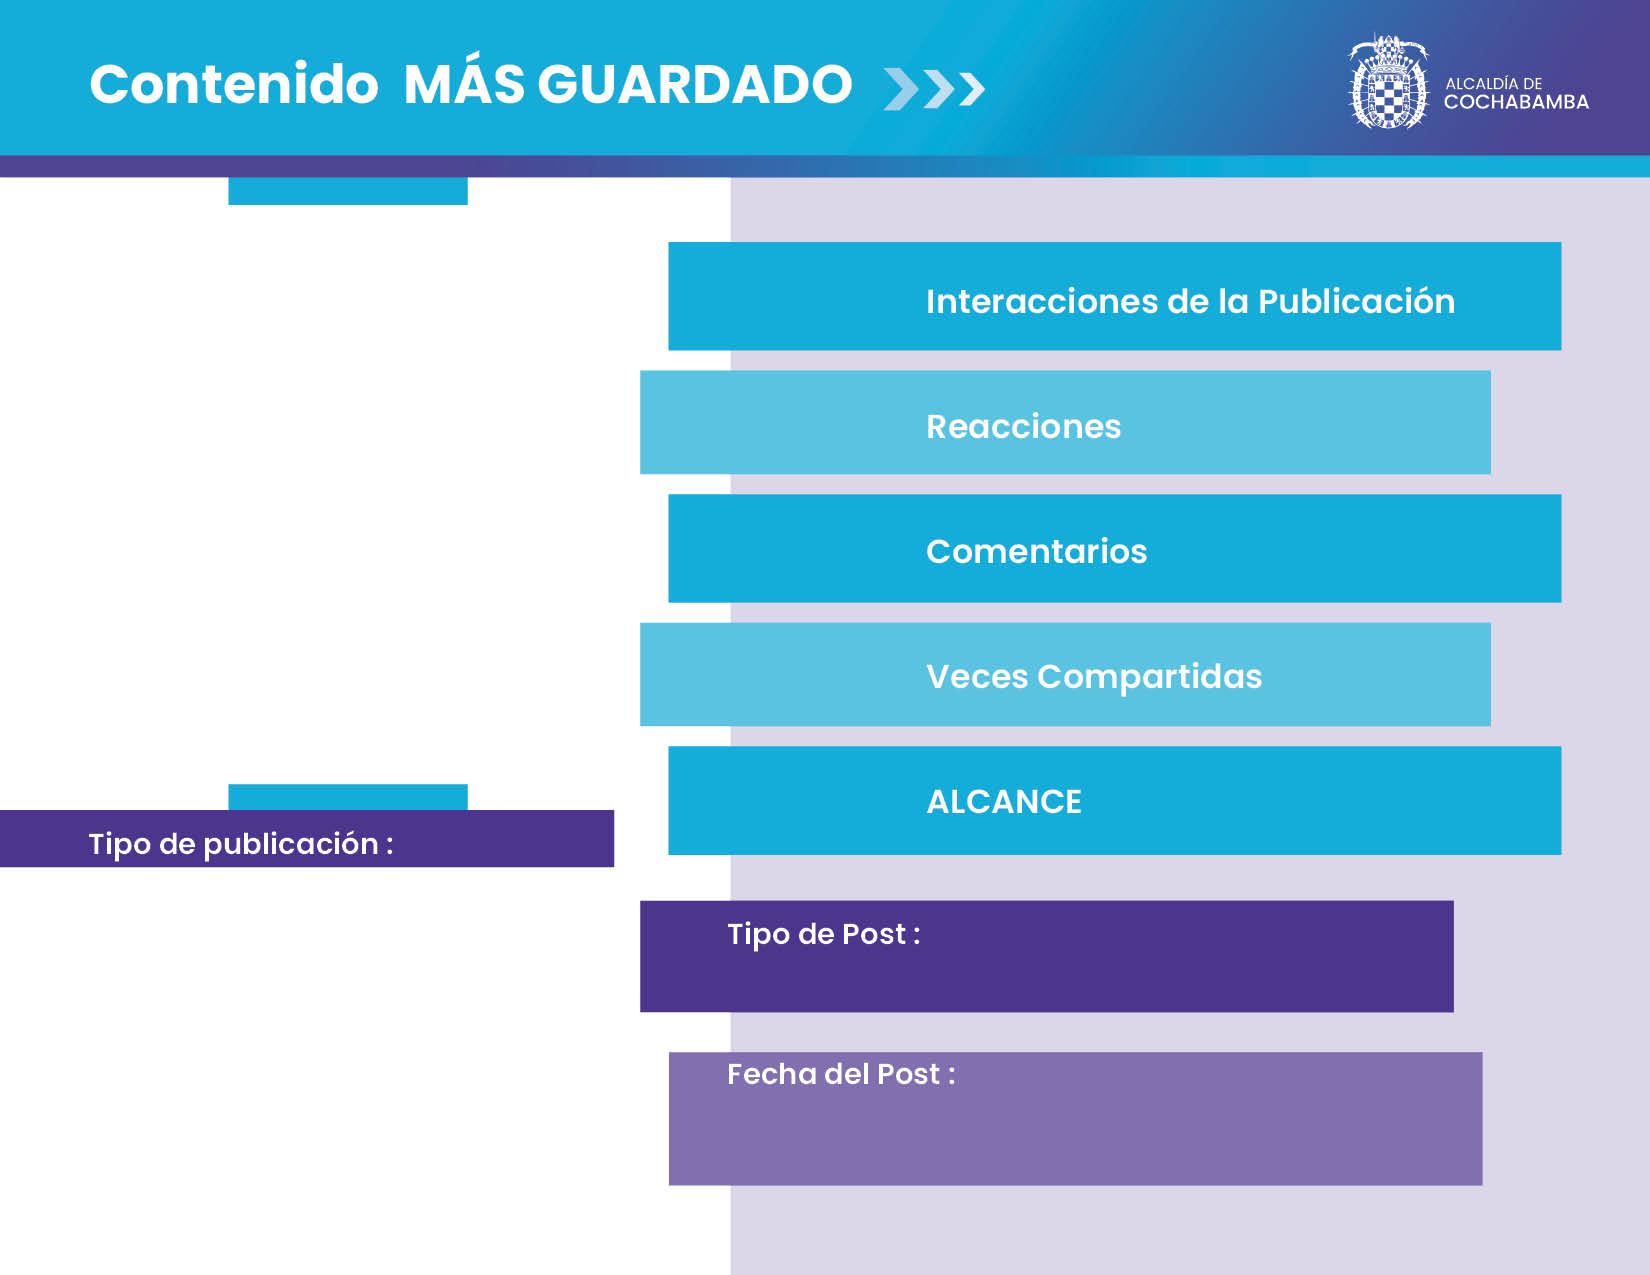 Contenido MÁS GUARDADO
ALCALDÍA DE
COCHABAMBA
Interacciones de la Publicación
Reacciones
Comentarios
Veces Compartidas
ALCANCE
Tipo de publicación :
Tipo de Post :
Fecha del Post :